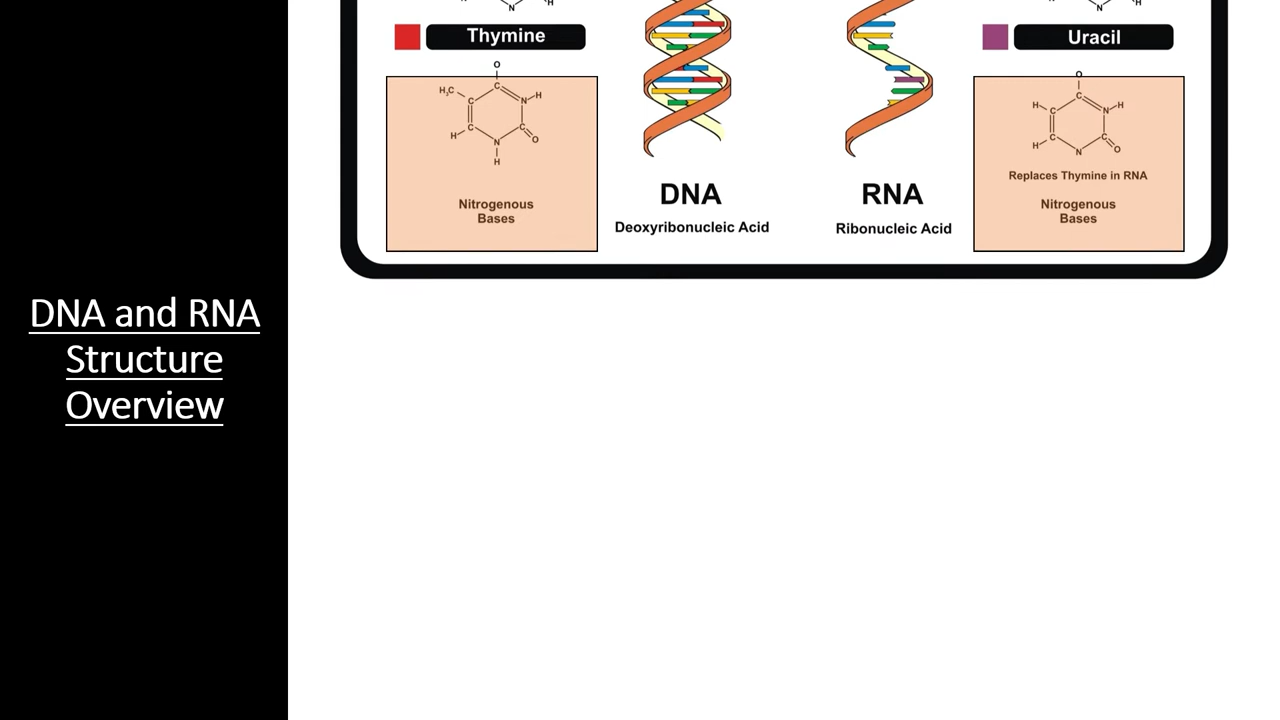 DNA and RNA
Structure
Overview
N
H
Thymine
O
H₃C
C
N
H
C
C
H
N
O
H
Nitrogenous
Bases
DNA
Deoxyribonucleic Acid
RNA
Ribonucleic Acid
N
H
Uracil
O
C
H
C
N
H
C
C
H
N
O
Replaces Thymine in RNA
Nitrogenous
Bases